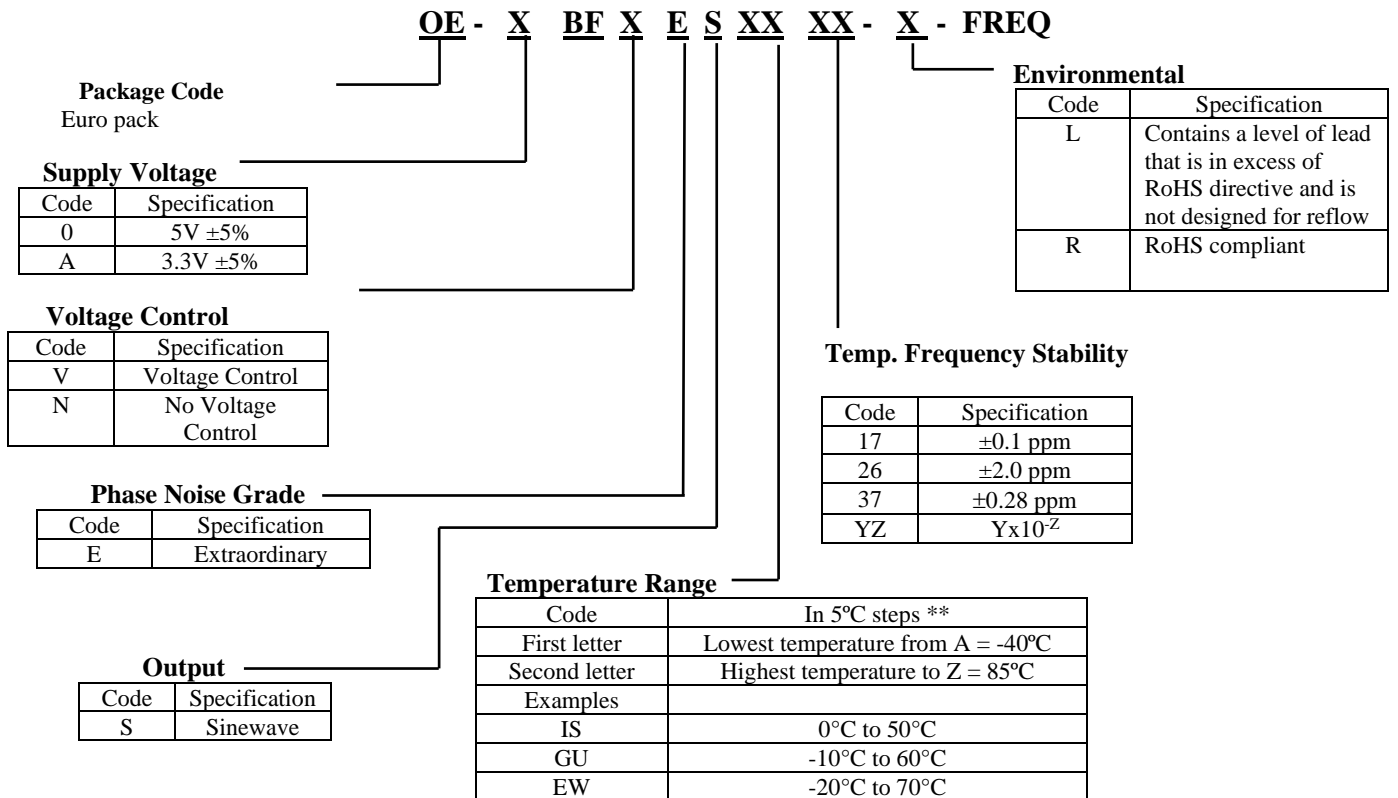 OE - X BF X E S XX XX - X - FREQ
Package Code
Euro pack
Supply Voltage
Code Specification
0 5V ±5%
A 3.3V ±5%
Voltage Control
Code Specification
V Voltage Control
N No Voltage
Control
Phase Noise Grade
Code Specification
E Extraordinary
Output
Code Specification
S Sinewave
Temperature Range
Code In 5ºC steps **
First letter Lowest temperature from A = -40ºC
Second letter Highest temperature to Z = 85ºC
Examples
IS 0°C to 50°C
GU -10°C to 60°C
EW -20°C to 70°C
Temp. Frequency Stability
Code Specification
17 ±0.1 ppm
26 ±2.0 ppm
37 ±0.28 ppm
YZ Yx10-Z
Environmental
Code Specification
L Contains a level of lead
that is in excess of
RoHS directive and is
not designed for reflow
R RoHS compliant